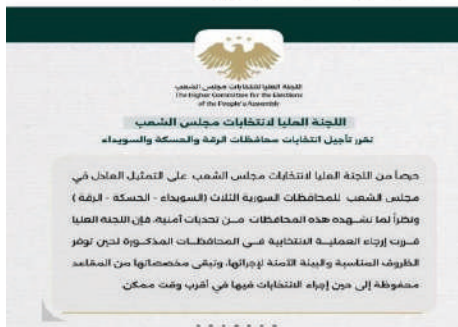 اللجنة العليا لانتخابات مجلس الشعب
The Higher Committee for the Elections
of the People's Assembly
اللجنة العليا لانتخابات مجلس الشعب
تقرر تأجيل انتخابات محافظات الرقة والحسكة والسويداء
حرصاً من اللجنة العليا لانتخابات مجلس الشعب على التمثيل العادل في
مجلس الشعب للمحافظات السورية الثلاث (السويداء - الحسكة - الرقة )
ونظراً لما تشهده هذه المحافظات من تحديات أمنية، فإن اللجنة العليا
قررت إرجاء العملية الانتخابية في المحافظات المذكورة لحين توفر
الظروف المناسبة والبيئة الآمنة لإجرائها، وتبقى مخصصاتها من المقاعد
محفوظة إلى حين إجراء الانتخابات فيها في أقرب وقت ممكن.